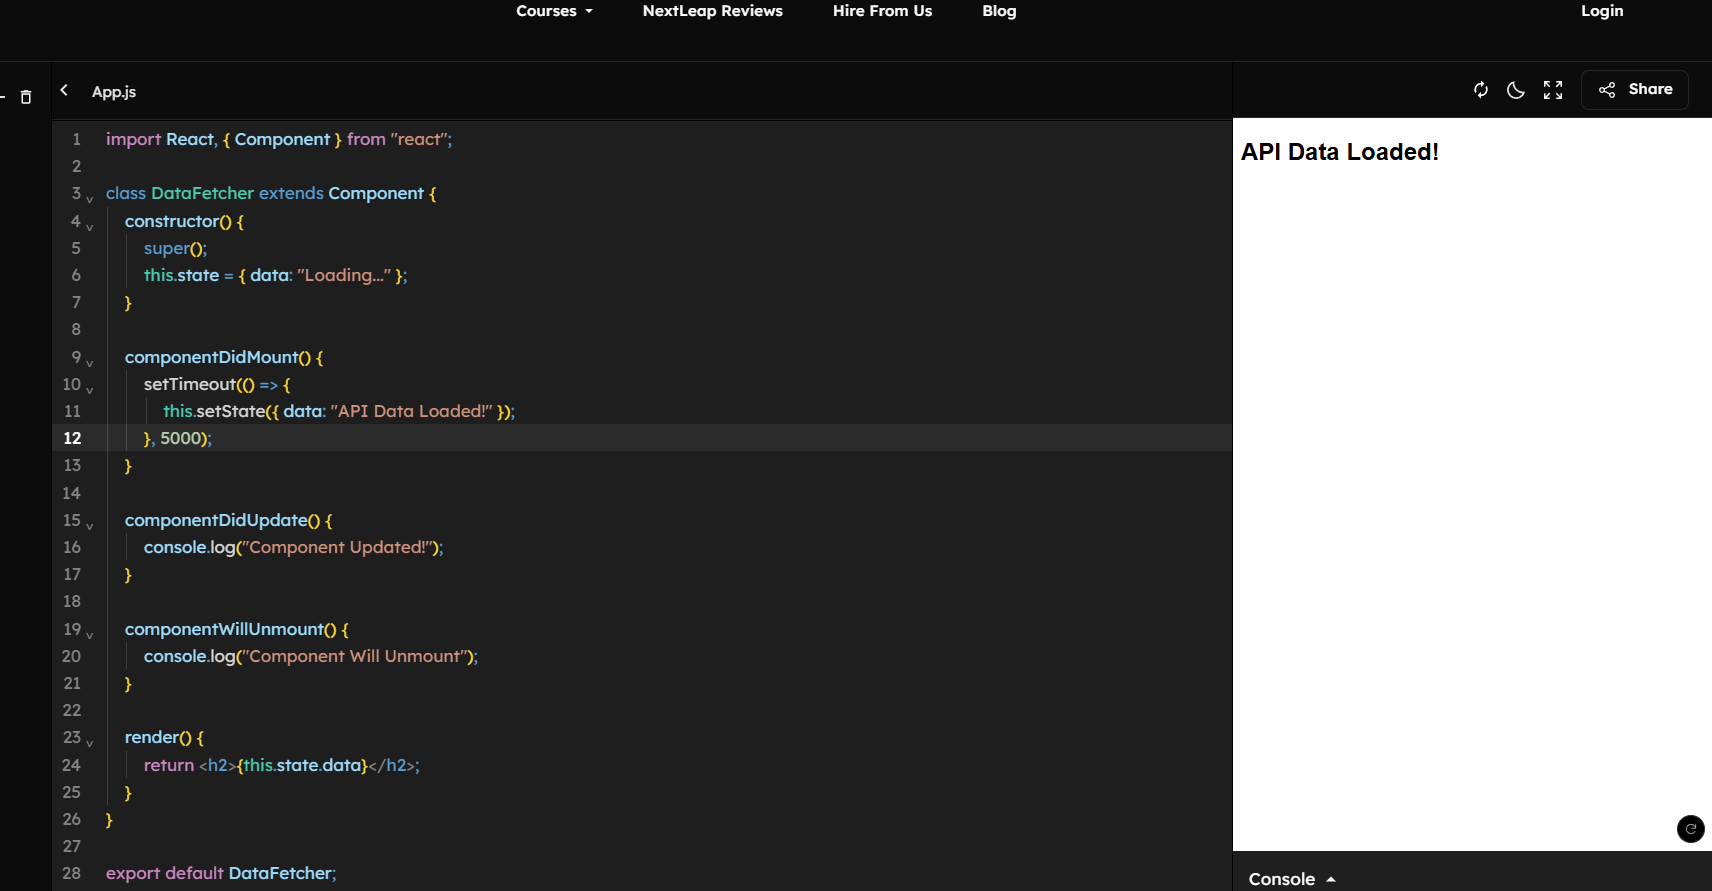 Courses NextLeap Reviews Hire From Us Blog Login
App.js
Share
1 import React, { Component } from "react";
2
3 class DataFetcher extends Component {
4 constructor() {
5 super();
6 this.state = { data: "Loading..." };
7 }
8
9 componentDidMount() {
10 setTimeout(() => {
11 this.setState({ data: "API Data Loaded!" });
12 }, 5000);
13 }
14
15 componentDidUpdate() {
16 console.log("Component Updated!");
17 }
18
19 componentWillUnmount() {
20 console.log("Component Will Unmount");
21 }
22
23 render() {
24 return <h2>{this.state.data}</h2>;
25 }
26 }
27
28 export default DataFetcher;
API Data Loaded!
Console